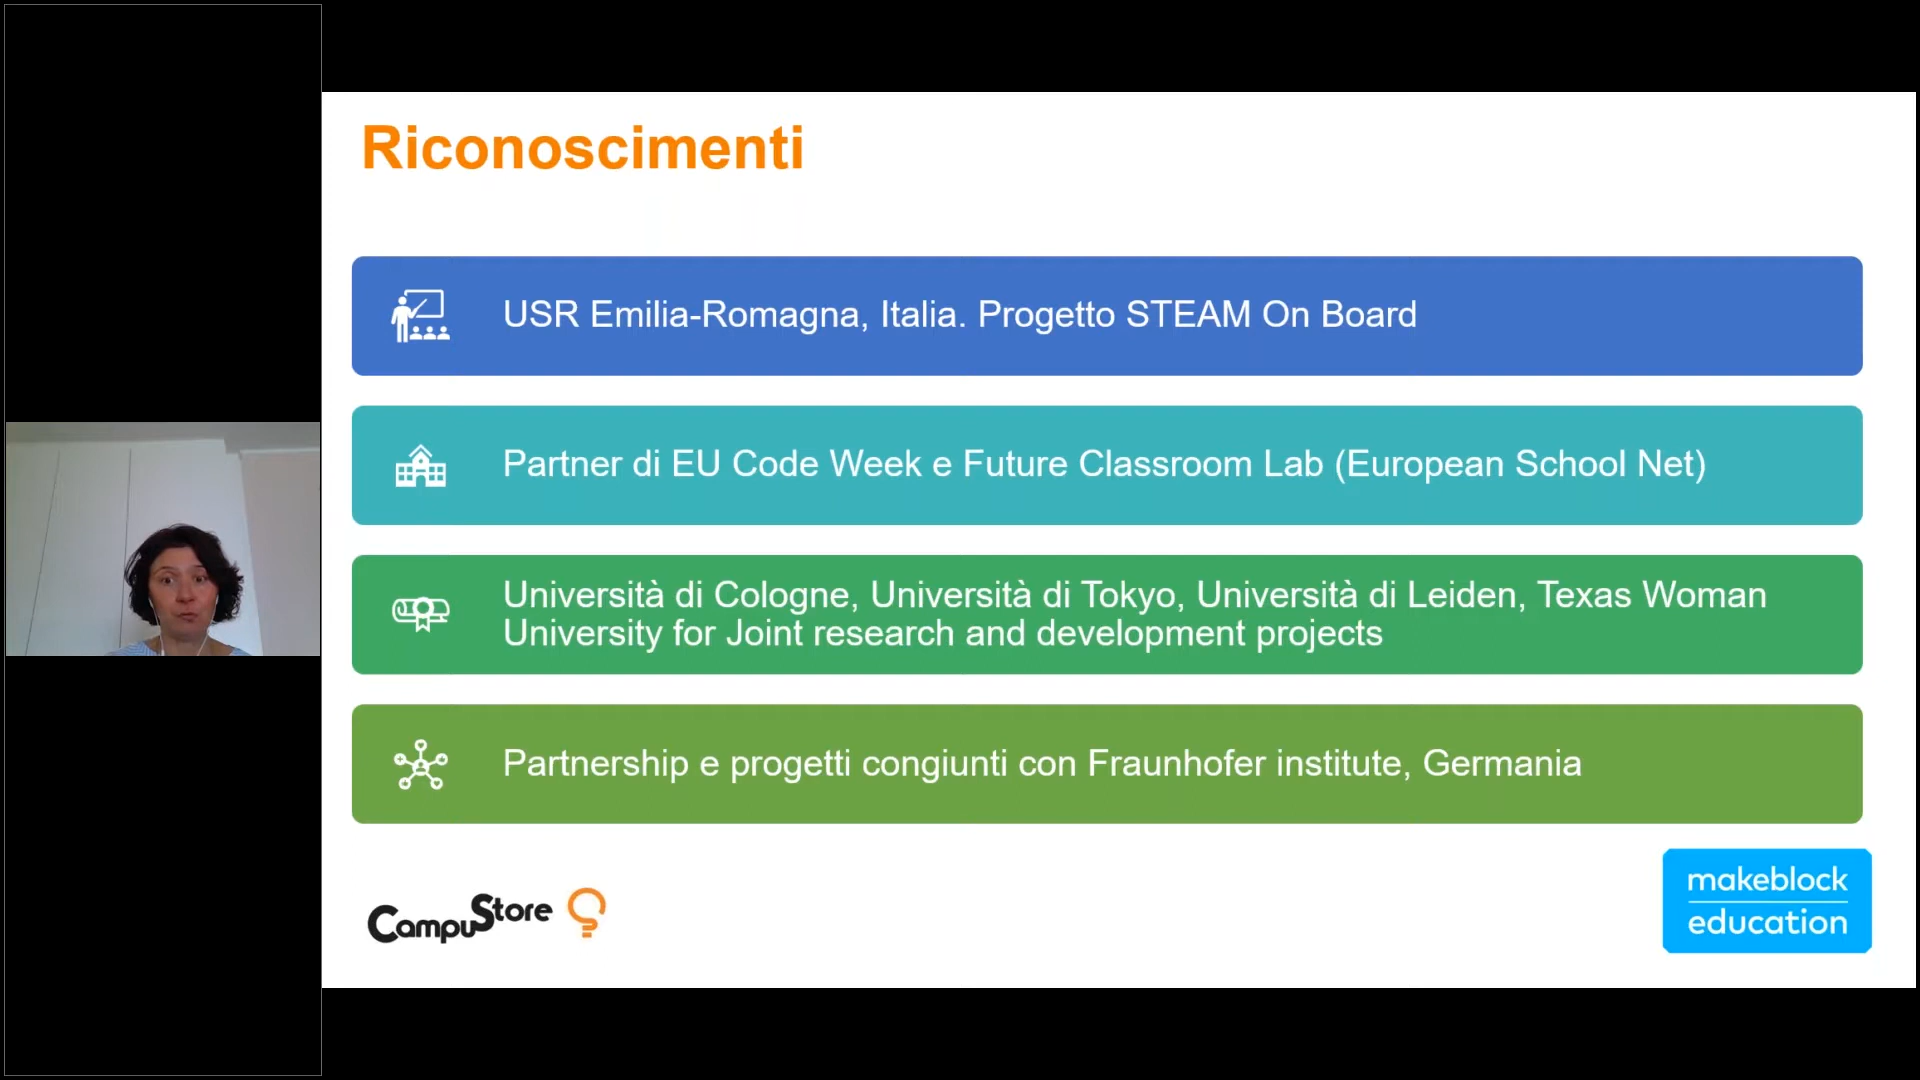 Riconoscimenti
USR Emilia-Romagna, Italia. Progetto STEAM On Board
Partner di EU Code Week e Future Classroom Lab (European School Net)
Università di Cologne, Università di Tokyo, Università di Leiden, Texas Woman
University for Joint research and development projects
Partnership e progetti congiunti con Fraunhofer institute, Germania
CampuStore
makeblock
education